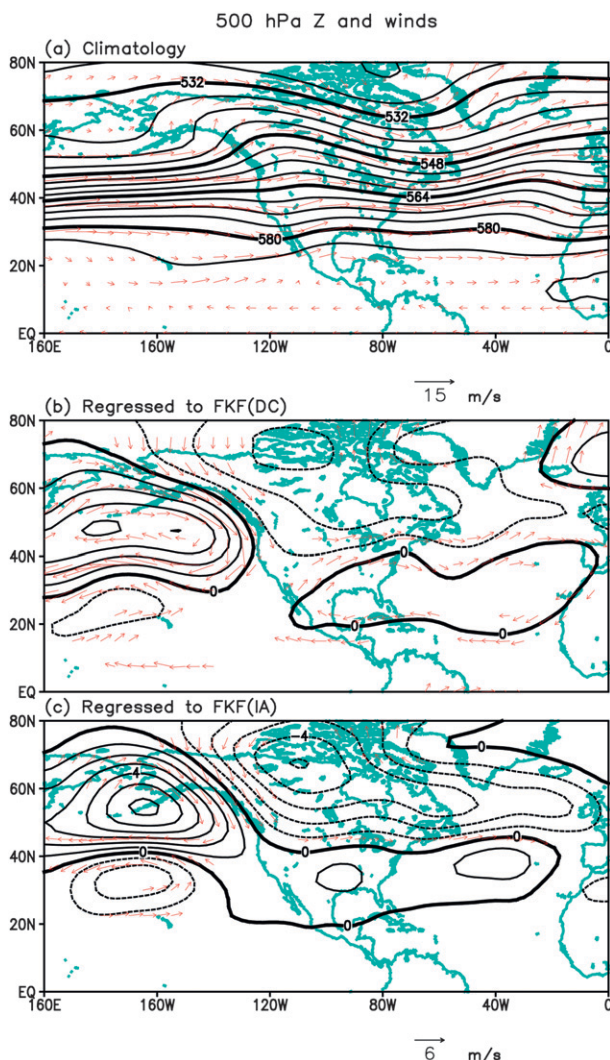 500 hPa Z and winds
(a) Climatology
80N
60N
40N
20N
EQ
532
532
548
564
580
580
160E 160W 120W 80W 40W 0
15 m/s
(b) Regressed to FKF(DC)
80N
60N
40N
20N
EQ
0
0
0
0
0
(c) Regressed to FKF(IA)
80N
60N
40N
20N
EQ
4
4
0
0
0
0
0
160E 160W 120W 80W 40W 0
6 m/s